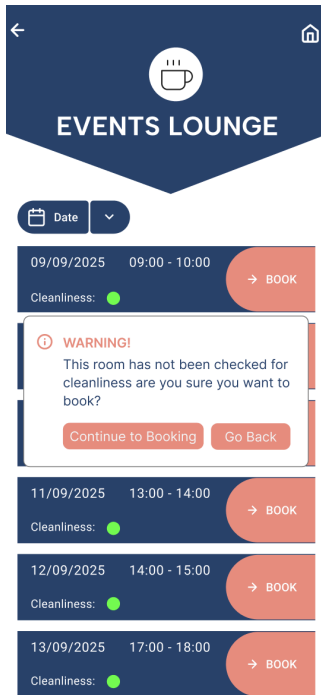 EVENTS LOUNGE
Date
09/09/2025 09:00 - 10:00
→ BOOK
Cleanliness:
WARNING!
This room has not been checked for
cleanliness are you sure you want to
book?
Continue to Booking Go Back
11/09/2025 13:00 - 14:00
→ BOOK
Cleanliness:
12/09/2025 14:00 - 15:00
→ BOOK
Cleanliness:
13/09/2025 17:00 - 18:00
→ BOOK
Cleanliness: